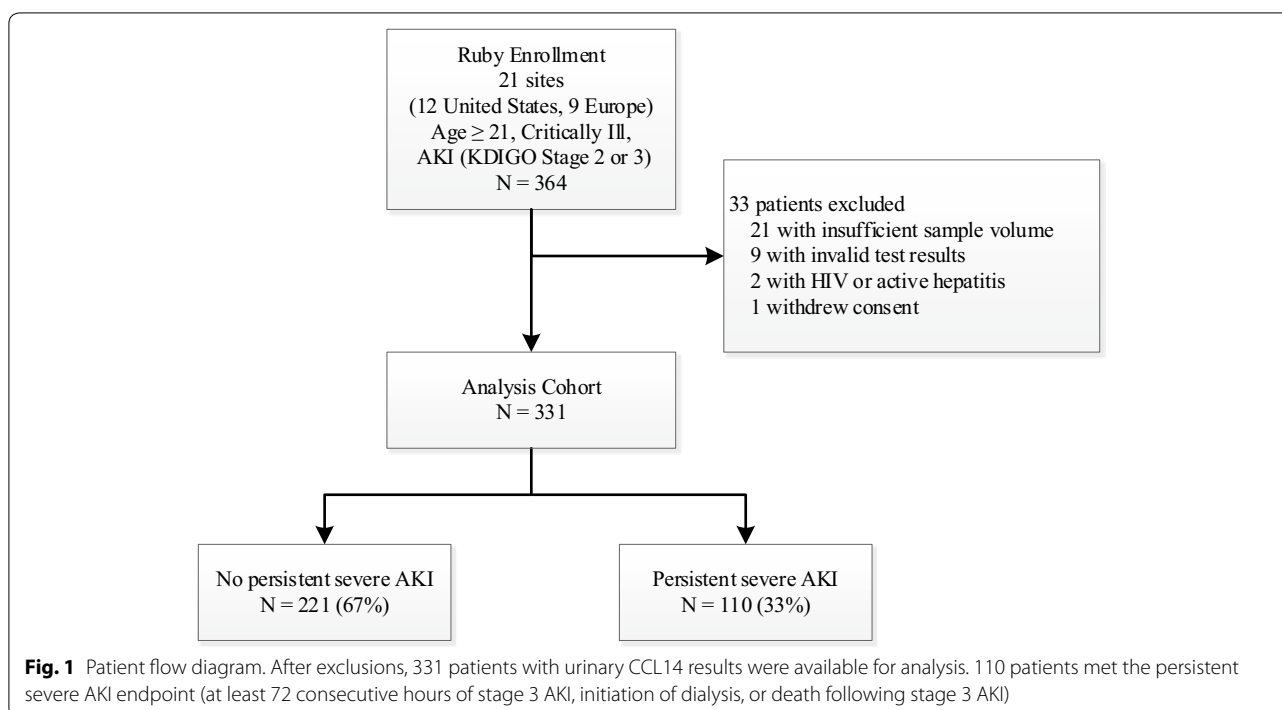 Ruby Enrollment
21 sites
(12 United States, 9 Europe)
Age ≥ 21, Critically Ill,
AKI (KDIGO Stage 2 or 3)
N = 364
33 patients excluded
21 with insufficient sample volume
9 with invalid test results
2 with HIV or active hepatitis
1 withdrew consent
Analysis Cohort
N = 331
No persistent severe AKI
N = 221 (67%)
Persistent severe AKI
N = 110 (33%)
Fig. 1 Patient flow diagram. After exclusions, 331 patients with urinary CCL14 results were available for analysis. 110 patients met the persistent
severe AKI endpoint (at least 72 consecutive hours of stage 3 AKI, initiation of dialysis, or death following stage 3 AKI)